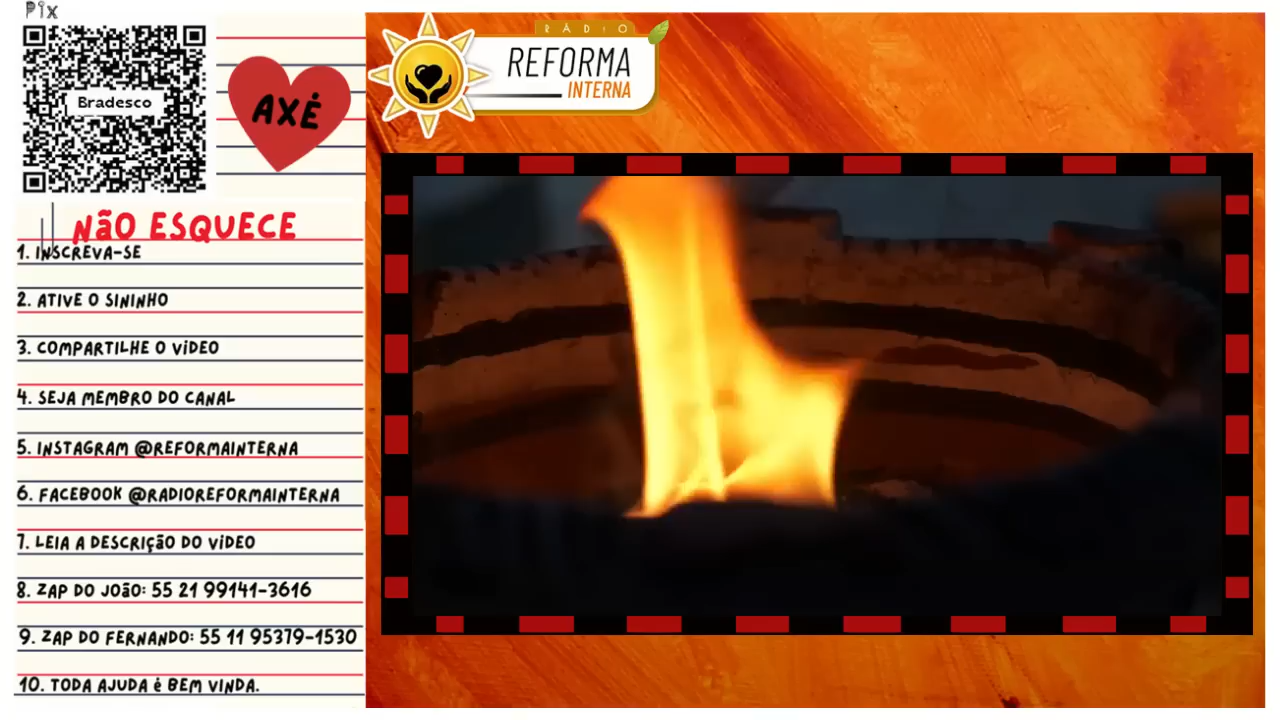 Pix
Bradesco
AXÉ
NÃO ESQUECE
1. INSCREVA-SE
2. ATIVE O SININHO
3. COMPARTILHE O VÍDEO
4. SEJA MEMBRO DO CANAL
5. INSTAGRAM @REFORMAINTERNA
6. FACEBOOK @RADIOREFORMAINTERNA
7. LEIA A DESCRIÇÃO DO VÍDEO
8. ZAP DO JOÃO: 55 21 99141-3616
9. ZAP DO FERNANDO: 55 11 95379-1530
10. TODA AJUDA É BEM VINDA.
RÁDIO
REFORMA
INTERNA